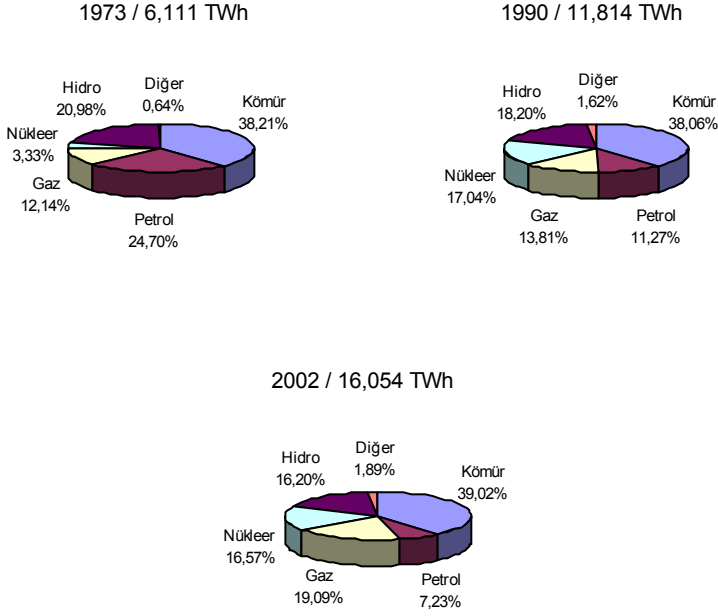 1973 / 6,111 TWh
Hidro
20,98%
Diğer
0,64%
Kömür
38,21%
Nükleer
3,33%
Gaz
12,14%
Petrol
24,70%
1990 / 11,814 TWh
Hidro
18,20%
Diğer
1,62%
Kömür
38,06%
Nükleer
17,04%
Gaz
13,81%
Petrol
11,27%
2002 / 16,054 TWh
Hidro
16,20%
Diğer
1,89%
Kömür
39,02%
Nükleer
16,57%
Gaz
19,09%
Petrol
7,23%